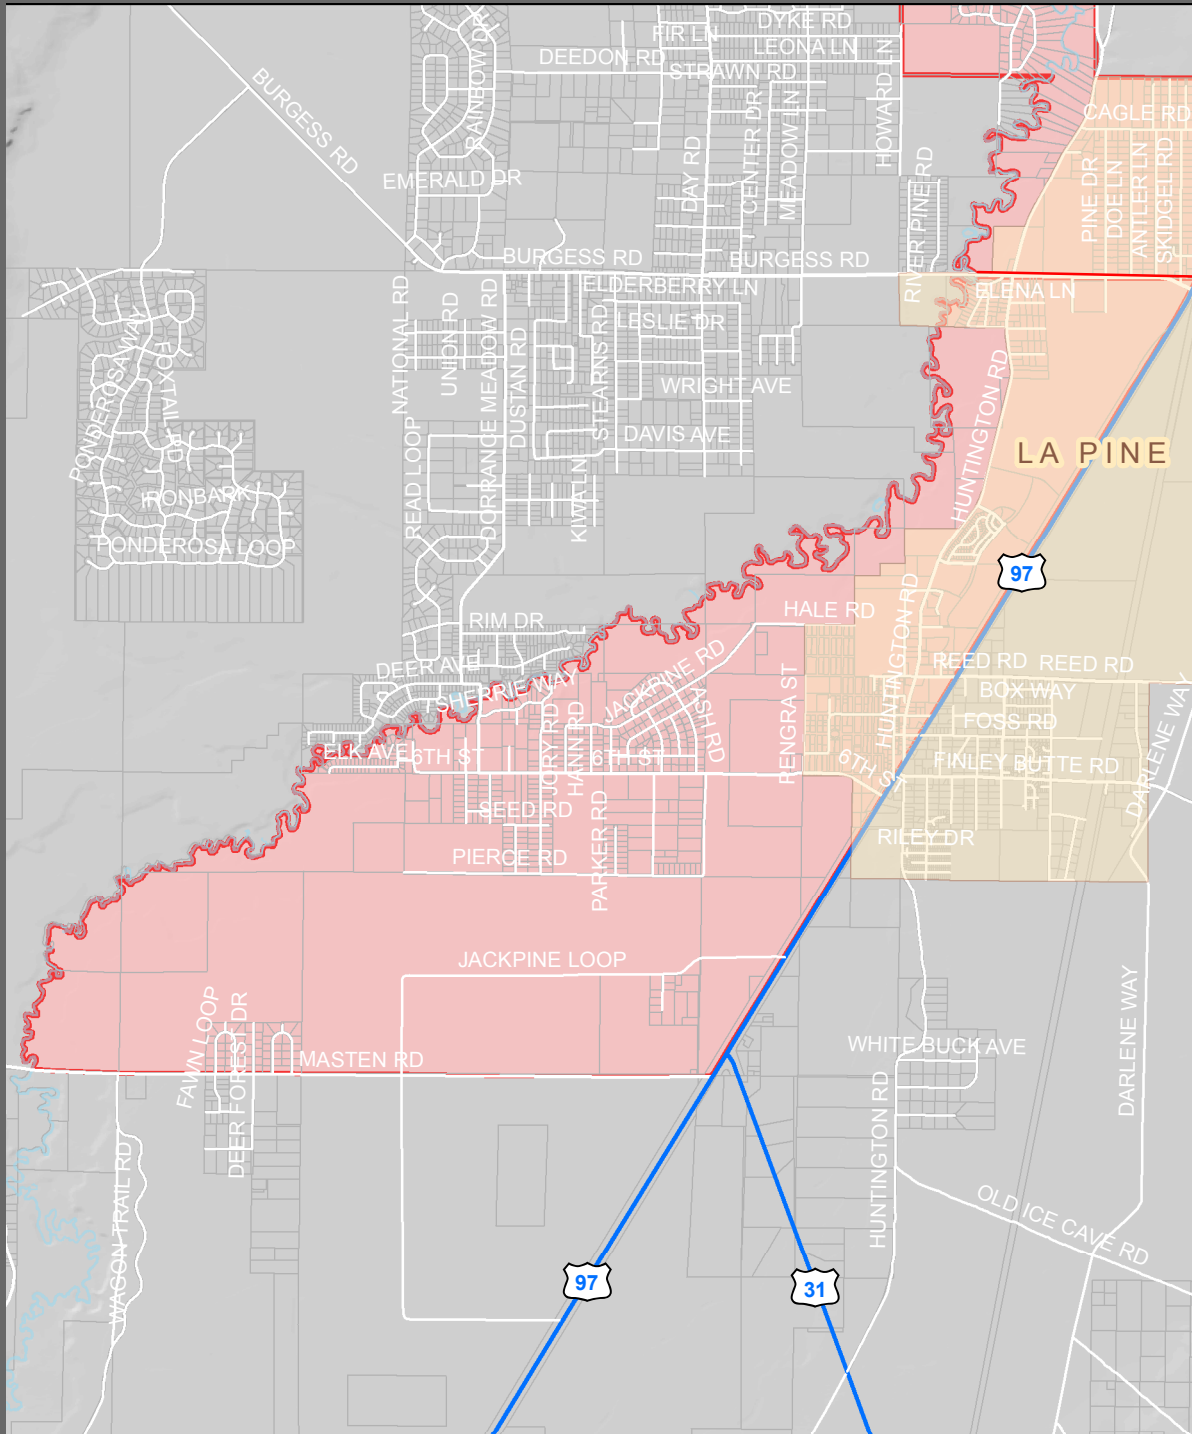 DYKE RD
FIR LN
LEONA LN
DEEDON RD
STRAWN RD
RAINBOW DR
HOWARD LN
BURGESS RD
CENTER DR
MEADOW LN
CAGLE RD
DAY RD
EMERALD DR
RIVER PINE RD
PINE DR
DOE LN
ANTLER LN
SKIDGEL RD
BURGESS RD
BURGESS RD
ELDERBERRY LN
ELENA LN
NATIONAL RD
UNION RD
DORRANCE MEADOW RD
DUSTAN RD
STEARNS RD
LESLIE DR
PONDEROSA WAY
FOXTAIL RD
WRIGHT AVE
HUNTINGTON RD
READ LOOP
DAVIS AVE
LA PINE
KIWA LN
IRONBARK
PONDEROSA LOOP
97
HALE RD
HUNTINGTON RD
RIM DR
DEER AVE
SHERRIE WAY
JACKPINE RD
REED RD
REED RD
BOX WAY
FOSS RD
ASH RD
RENGRA ST
JORY RD
HANN RD
ELK AVE
6TH ST
6TH ST
6TH ST
FINLEY BUTTE RD
DARLENE WAY
SEED RD
PARKER RD
RILEY DR
PIERCE RD
JACKPINE LOOP
FAWN LOOP
DEER FOREST DR
MASTEN RD
WHITE BUCK AVE
DARLENE WAY
HUNTINGTON RD
WAGON TRAIL RD
OLD ICE CAVE RD
97
31